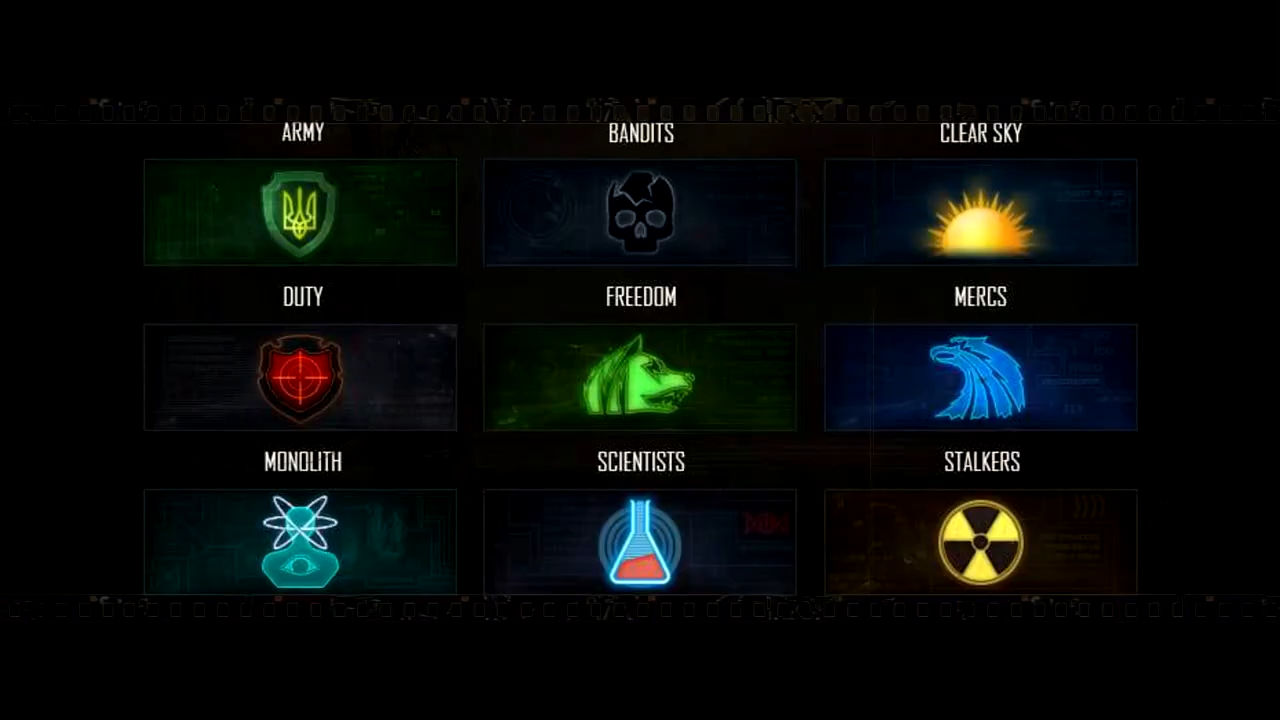 ARMY
BANDITS
CLEAR SKY
DUTY
FREEDOM
MERCS
MONOLITH
SCIENTISTS
STALKERS